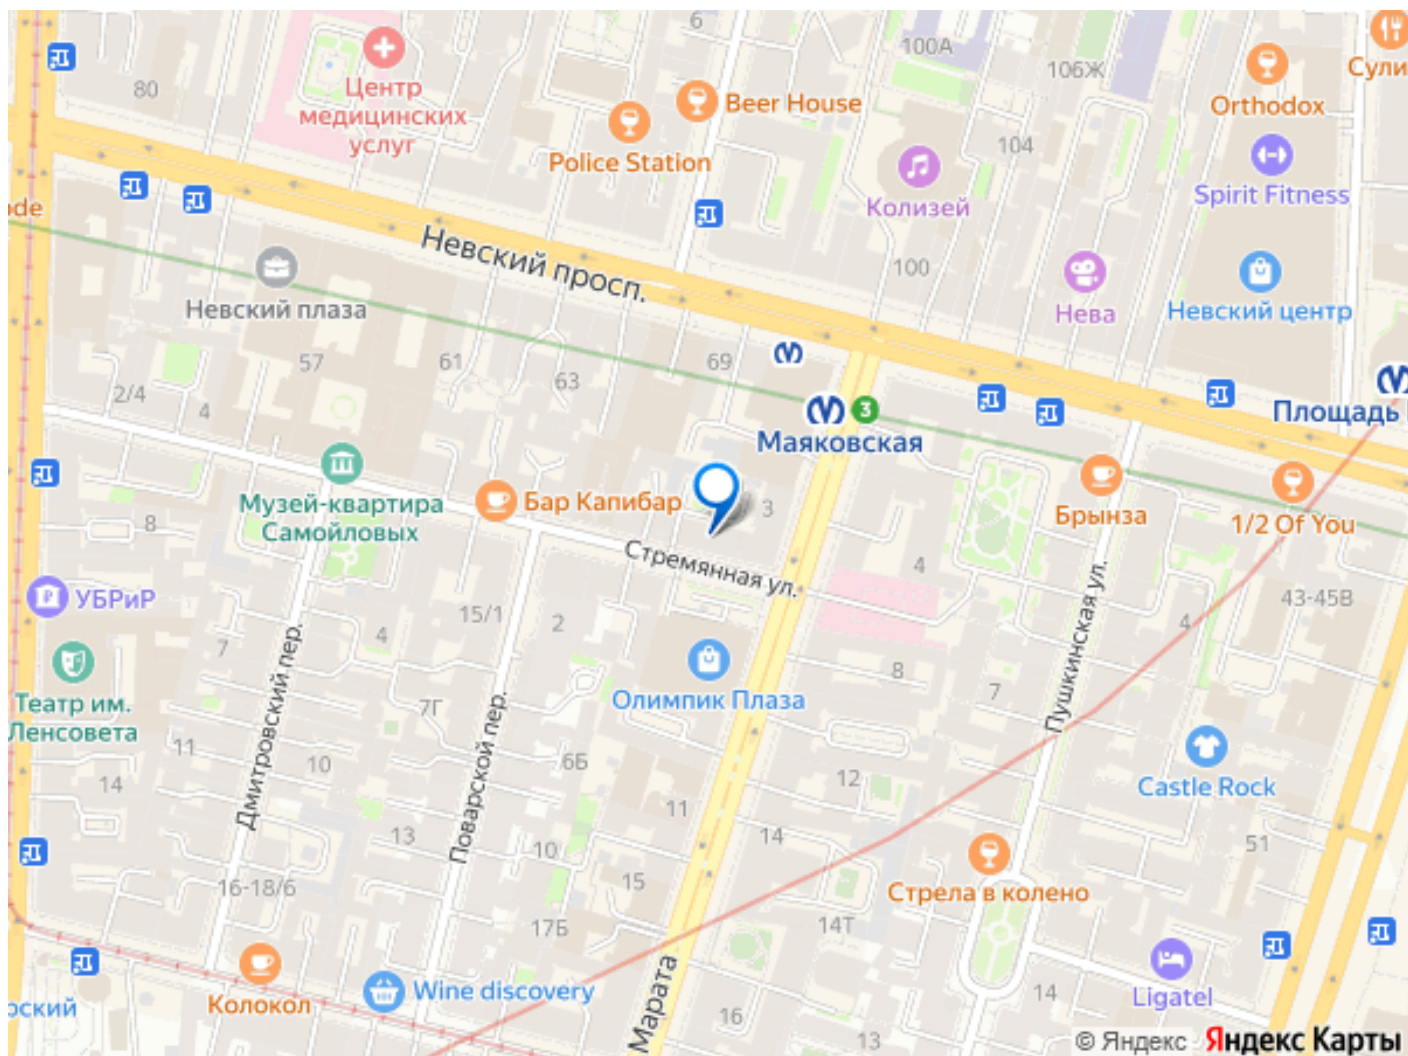 6
100А
106Ж
Сули
80
Центр
медицинских
услуг
Beer House
Orthodox
Police Station
104
Spirit Fitness
Колизей
ode
Невский просп.
100
Невский плаза
Нева
Невский центр
57
61
63
69
2/4
4
3
Площадь
Маяковская
Музей-квартира
Самойловых
Бар Капибар
3
Брынза
1/2 Of You
8
Стремянная ул.
4
43-45В
УБРиР
15/1
2
4
7
4
8
7
Пушкинская ул.
Театр им.
Ленсовета
Дмитровский пер.
7Г
Поварской пер.
Олимпик Плаза
11
10
6Б
12
Castle Rock
14
13
11
14
51
10
15
16-18/6
Стрела в колено
17Б
14Т
Колокол
Wine discovery
Марата
Ligatel
14
рский
16
13
© Яндекс Яндекс Карты